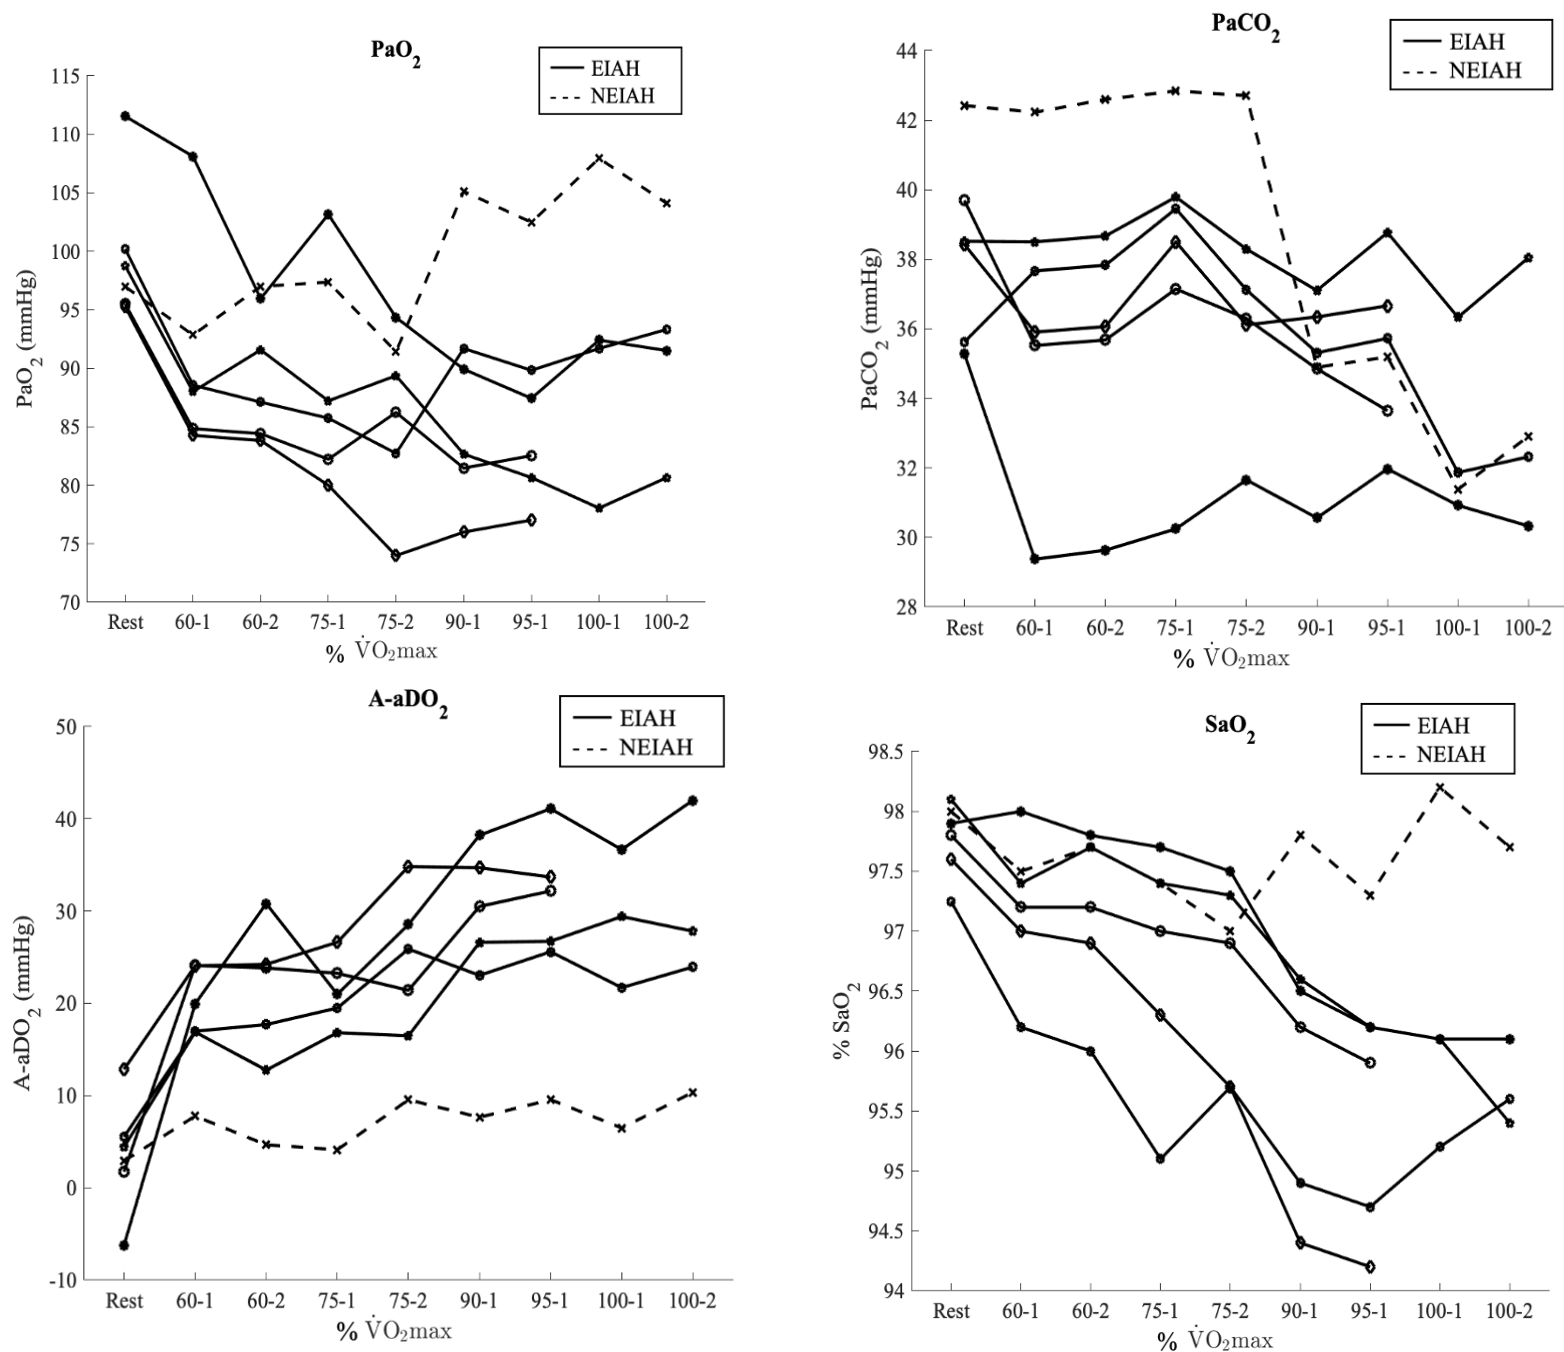 PaO2
EIAH
NEIAH
115
110
105
100
95
90
85
80
75
70
PaO2 (mmHg)
Rest 60-1 60-2 75-1 75-2 90-1 95-1 100-1 100-2
% V̇O2max
PaCO2
EIAH
NEIAH
44
42
40
38
36
34
32
30
28
PaCO2 (mmHg)
Rest 60-1 60-2 75-1 75-2 90-1 95-1 100-1 100-2
% V̇O2max
A-aDO2
EIAH
NEIAH
50
40
30
20
10
0
-10
A-aDO2 (mmHg)
Rest 60-1 60-2 75-1 75-2 90-1 95-1 100-1 100-2
% V̇O2max
SaO2
EIAH
NEIAH
98.5
98
97.5
97
96.5
96
95.5
95
94.5
94
% SaO2
Rest 60-1 60-2 75-1 75-2 90-1 95-1 100-1 100-2
% V̇O2max